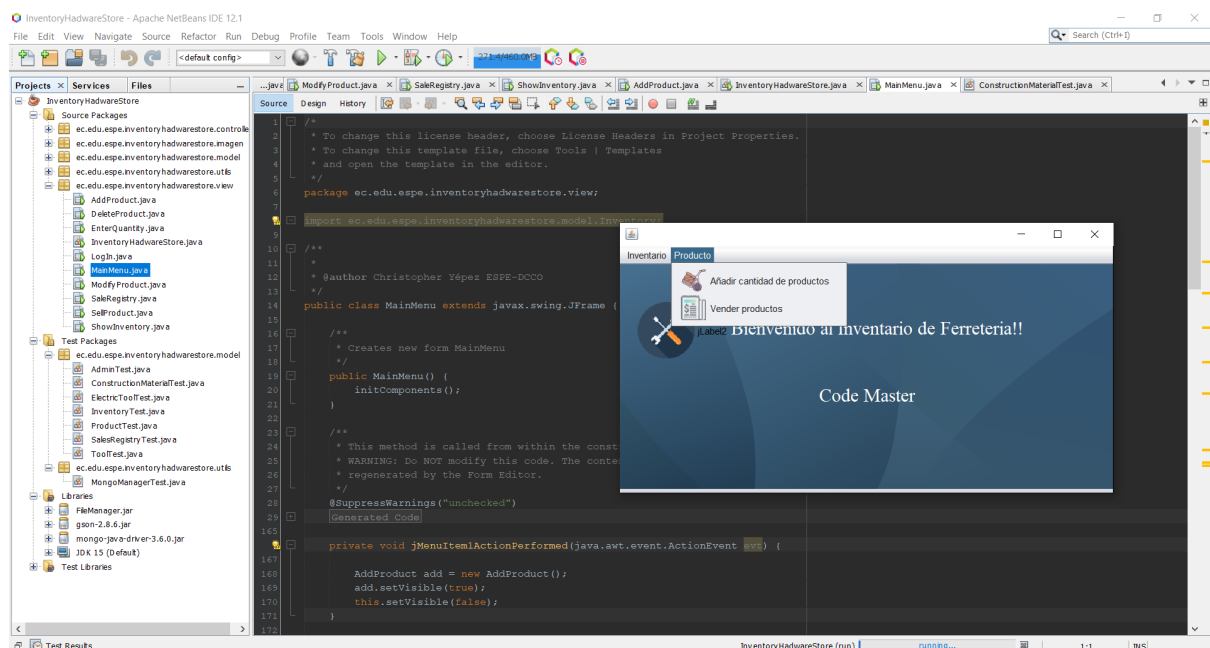 InventoryHadwareStore - Apache NetBeans IDE 12.1
File Edit View Navigate Source Refactor Run Debug Profile Team Tools Window Help
Search (Ctrl+I)
<default config>
271.4/460.0MB
Projects Services Files
...java ModifyProduct.java SaleRegistry.java ShowInventory.java AddProduct.java InventoryHadwareStore.java MainMenu.java ConstructionMaterialTest.java
Source Design History
InventoryHadwareStore
Source Packages
ec.edu.espe.inventoryhadwarestore.controlle
ec.edu.espe.inventoryhadwarestore.imagen
ec.edu.espe.inventoryhadwarestore.model
ec.edu.espe.inventoryhadwarestore.utils
ec.edu.espe.inventoryhadwarestore.view
AddProduct.java
DeleteProduct.java
EnterQuantity.java
InventoryHadwareStore.java
LogIn.java
MainMenu.java
ModifyProduct.java
SaleRegistry.java
SellProduct.java
ShowInventory.java
Test Packages
ec.edu.espe.inventoryhadwarestore.model
AdminTest.java
ConstructionMaterialTest.java
ElectricToolTest.java
InventoryTest.java
ProductTest.java
SalesRegistryTest.java
ToolTest.java
ec.edu.espe.inventoryhadwarestore.utils
MongoManagerTest.java
Libraries
FileManager.jar
gson-2.8.6.jar
mongo-java-driver-3.6.0.jar
JDK 15 (Default)
Test Libraries
1 /*
2 * To change this license header, choose License Headers in Project Properties.
3 * To change this template file, choose Tools | Templates
4 * and open the template in the editor.
5 */
6 package ec.edu.espe.inventoryhadwarestore.view;
7
import ec.edu.espe.inventoryhadwarestore.model.Inventory;
9
10 /**
11 *
12 * @author Christopher Yépez ESPE-DCCO
13 */
14 public class MainMenu extends javax.swing.JFrame {
15
16 /**
17 * Creates new form MainMenu
18 */
19 public MainMenu() {
20 initComponents();
21 }
22
23 /**
24 * This method is called from within the const
25 * WARNING: Do NOT modify this code. The conte
26 * regenerated by the Form Editor.
27 */
28 @SuppressWarnings("unchecked")
29 Generated Code
165
private void jMenuItem1ActionPerformed(java.awt.event.ActionEvent evt) {
167
168 AddProduct add = new AddProduct();
169 add.setVisible(true);
170 this.setVisible(false);
171 }
172
Inventario Producto
Añadir cantidad de productos
Vender productos
jLabel2 Bienvenido al Inventario de Ferreteria!!
Code Master
Test Results
InventoryHadwareStore (run) running... 1:1 INS